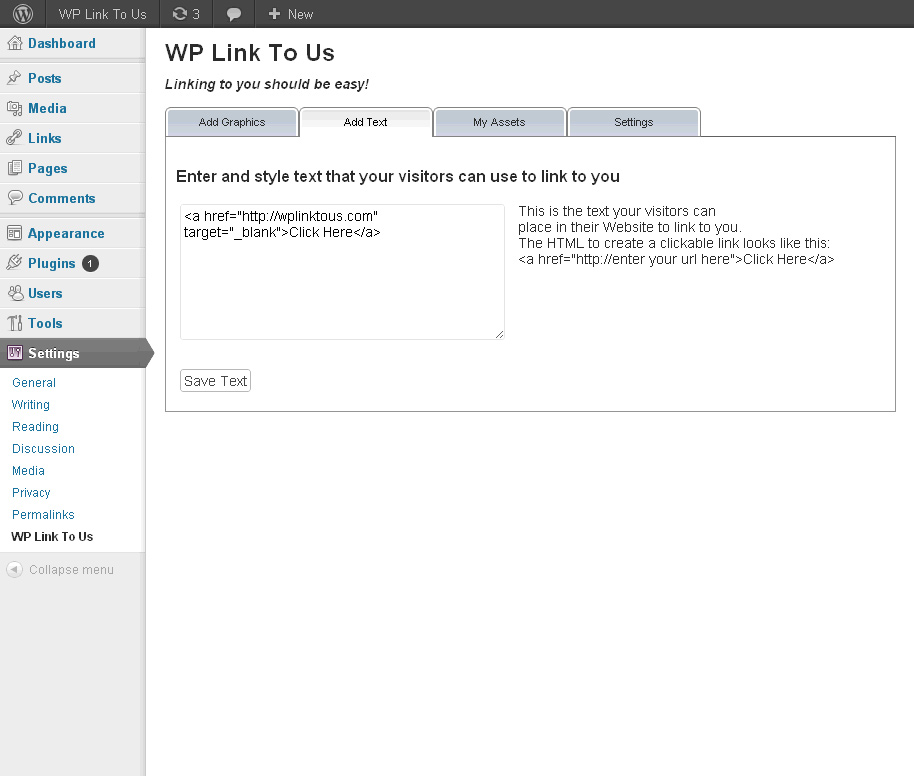 WP Link To Us 3 New
Dashboard
Posts
Media
Links
Pages
Comments
Appearance
Plugins 1
Users
Tools
Settings
General
Writing
Reading
Discussion
Media
Privacy
Permalinks
WP Link To Us
Collapse menu
WP Link To Us
Linking to you should be easy!
Add Graphics Add Text My Assets Settings
Enter and style text that your visitors can use to link to you
<a href="http://wplinktous.com"
target="_blank">Click Here</a>
This is the text your visitors can
place in their Website to link to you.
The HTML to create a clickable link looks like this:
<a href="http://enter your url here">Click Here</a>
Save Text